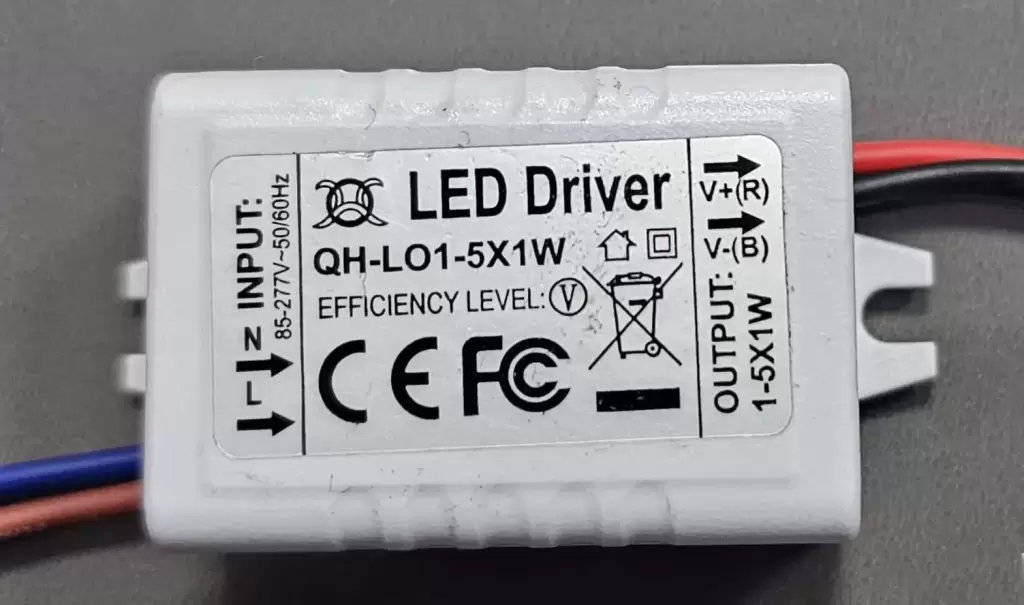 L N INPUT:
85-277V~50/60Hz
LED Driver
QH-LO1-5X1W
EFFICIENCY LEVEL: V
CE FC
V+(R)
V-(B)
OUTPUT:
1-5X1W